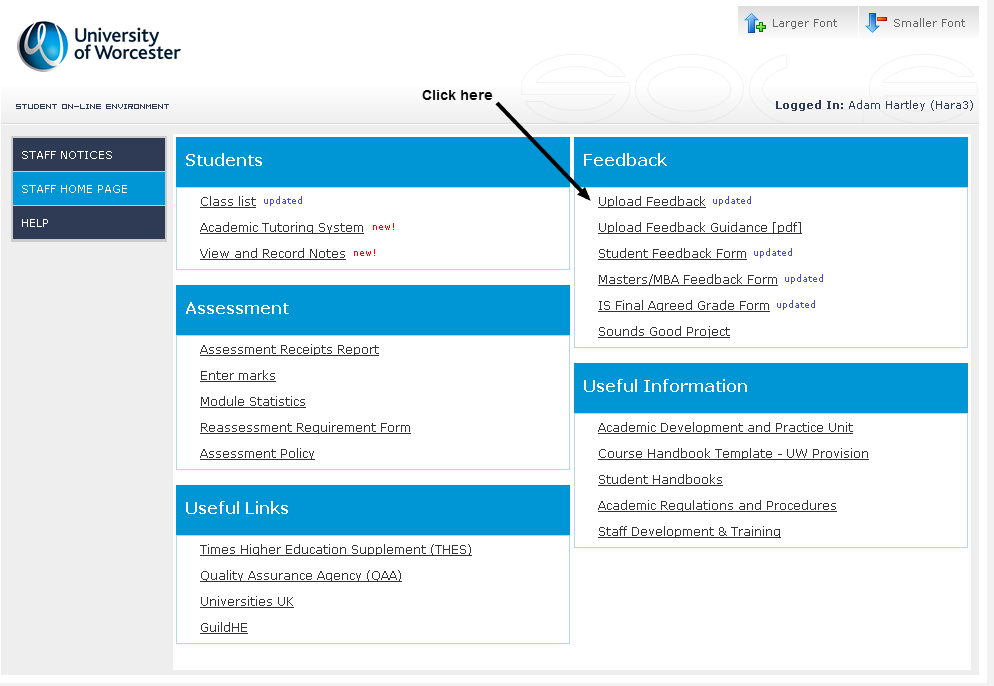 University
of Worcester
Larger Font
Smaller Font
SOLE
STUDENT ON-LINE ENVIRONMENT
Click here
Logged In: Adam Hartley (Hara3)
STAFF NOTICES
STAFF HOME PAGE
HELP
Students
Class list updated
Academic Tutoring System new!
View and Record Notes new!
Assessment
Assessment Receipts Report
Enter marks
Module Statistics
Reassessment Requirement Form
Assessment Policy
Useful Links
Times Higher Education Supplement (THES)
Quality Assurance Agency (QAA)
Universities UK
GuildHE
Feedback
Upload Feedback updated
Upload Feedback Guidance [pdf]
Student Feedback Form updated
Masters/MBA Feedback Form updated
IS Final Agreed Grade Form updated
Sounds Good Project
Useful Information
Academic Development and Practice Unit
Course Handbook Template - UW Provision
Student Handbooks
Academic Regulations and Procedures
Staff Development & Training